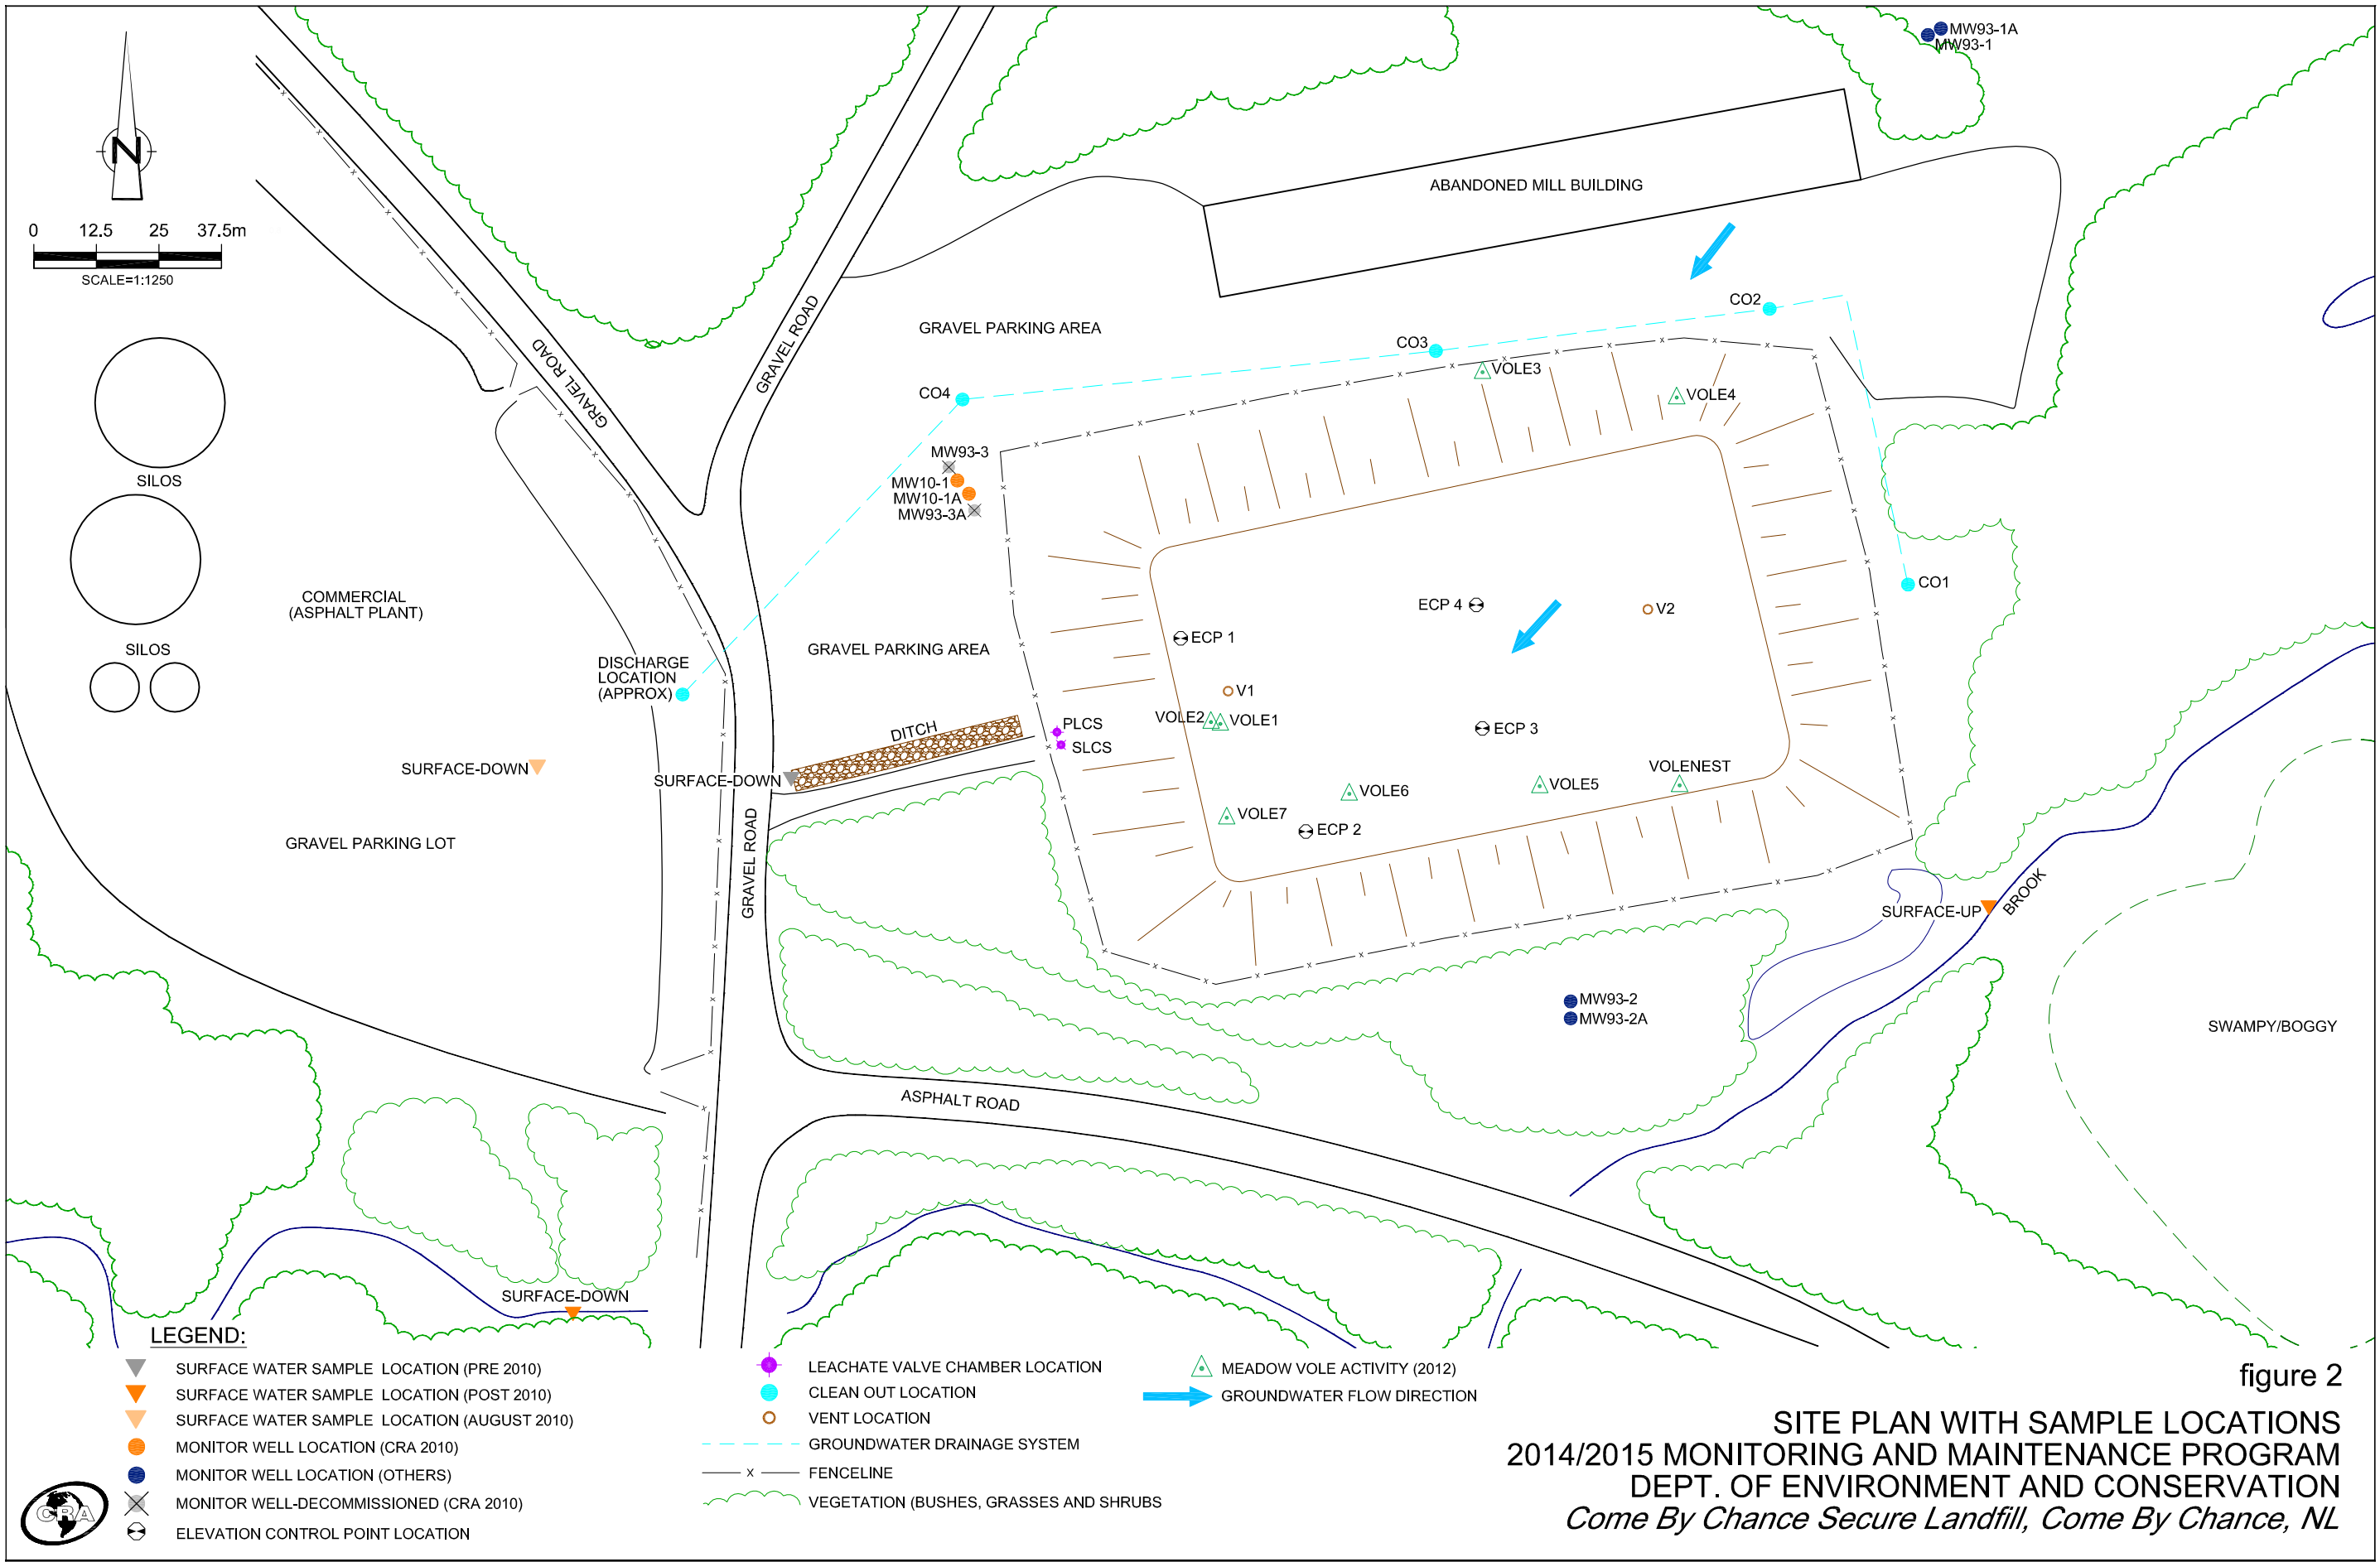 MW93-1A
MW93-1
N
ABANDONED MILL BUILDING
0 12.5 25 37.5m
SCALE=1:1250
CO2
GRAVEL PARKING AREA
GRAVEL ROAD
GRAVEL ROAD
CO3
VOLE3
CO4
VOLE4
MW93-3
SILOS
MW10-1
MW10-1A
MW93-3A
CO1
COMMERCIAL
(ASPHALT PLANT)
ECP 4
V2
ECP 1
SILOS
GRAVEL PARKING AREA
DISCHARGE
LOCATION
(APPROX)
V1
VOLE2
VOLE1
PLCS
DITCH
ECP 3
SLCS
SURFACE-DOWN
SURFACE-DOWN
VOLENEST
VOLE5
VOLE6
VOLE7
ECP 2
GRAVEL PARKING LOT
GRAVEL ROAD
BROOK
SURFACE-UP
MW93-2
MW93-2A
SWAMPY/BOGGY
ASPHALT ROAD
SURFACE-DOWN
LEGEND:
SURFACE WATER SAMPLE LOCATION (PRE 2010)
SURFACE WATER SAMPLE LOCATION (POST 2010)
SURFACE WATER SAMPLE LOCATION (AUGUST 2010)
MONITOR WELL LOCATION (CRA 2010)
MONITOR WELL LOCATION (OTHERS)
MONITOR WELL-DECOMMISSIONED (CRA 2010)
ELEVATION CONTROL POINT LOCATION
LEACHATE VALVE CHAMBER LOCATION
CLEAN OUT LOCATION
VENT LOCATION
GROUNDWATER DRAINAGE SYSTEM
x FENCELINE
VEGETATION (BUSHES, GRASSES AND SHRUBS
MEADOW VOLE ACTIVITY (2012)
GROUNDWATER FLOW DIRECTION
CRA
figure 2
SITE PLAN WITH SAMPLE LOCATIONS
2014/2015 MONITORING AND MAINTENANCE PROGRAM
DEPT. OF ENVIRONMENT AND CONSERVATION
Come By Chance Secure Landfill, Come By Chance, NL